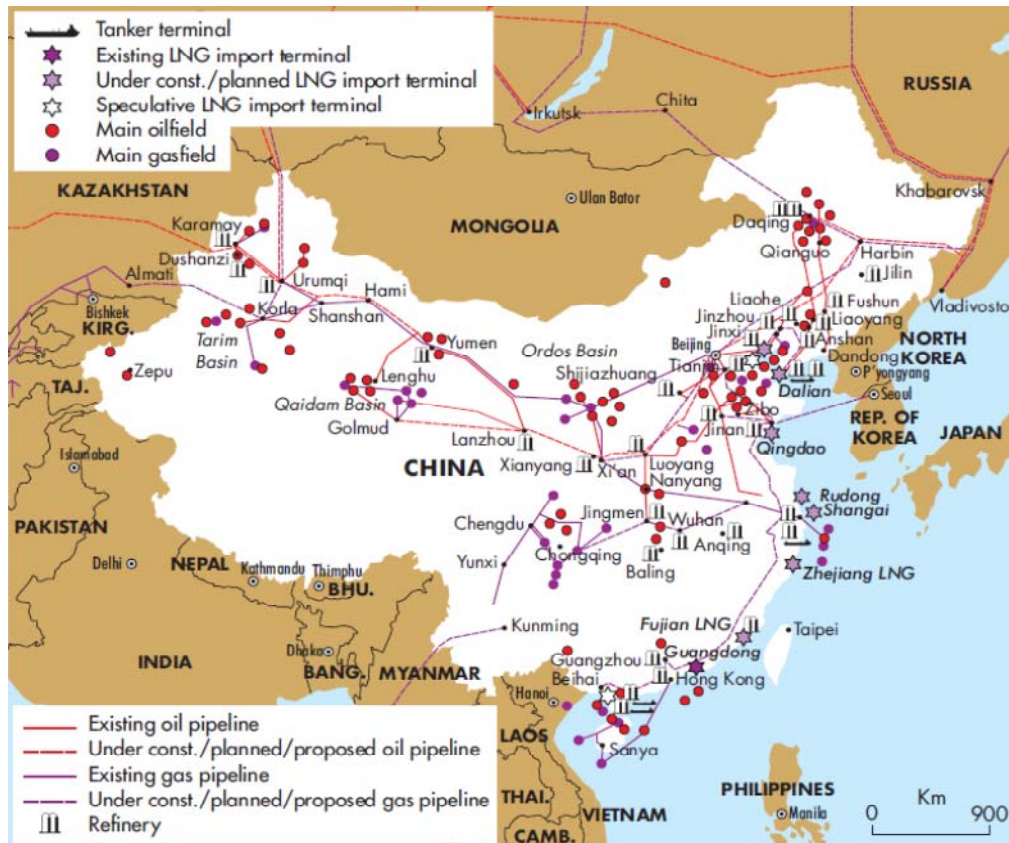 Tanker terminal
Existing LNG import terminal
Under const./planned LNG import terminal
Speculative LNG import terminal
Main oilfield
Main gasfield
RUSSIA
Irkutsk
Chita
KAZAKHSTAN
Khabarovsk
Ulan Bator
Karamay
MONGOLIA
Daqing
Dushanzi
Qianguo
Harbin
Almati
Urumqi
Jilin
Hami
Liaohe
Fushun
Vladivosto
Bishkek
Korla
Shanshan
Jinzhou
Liaoyang
KIRG.
Jinxi
Anshan
NORTH
KOREA
Tarim
Basin
Yumen
Ordos Basin
Beijing
Dandong
Zepu
Shijiazhuang
Tianjin
P'yongyang
TAJ.
Lenghu
Dalian
Seoul
Qaidam Basin
Zibo
REP. OF
KOREA
JAPAN
Golmud
Lanzhou
Jinan
Qingdao
Islamabad
CHINA
Xianyang
Xi'an
Luoyang
Nanyang
Rudong
Shangai
PAKISTAN
Chengdu
Jingmen
Wuhan
Delhi
NEPAL
Chongqing
Anqing
Kathmandu
Thimphu
Yunxi
Baling
Zhejiang LNG
BHU.
Kunming
Fujian LNG
Taipei
Dhaka
INDIA
BANG.
MYANMAR
Guangzhou
Guangdong
Beihai
Hong Kong
Hanoi
LAOS
Sanya
Existing oil pipeline
Under const./planned/proposed oil pipeline
Existing gas pipeline
Under const./planned/proposed gas pipeline
Refinery
THAI.
VIETNAM
CAMB.
PHILIPPINES
Manila
Km
0 900